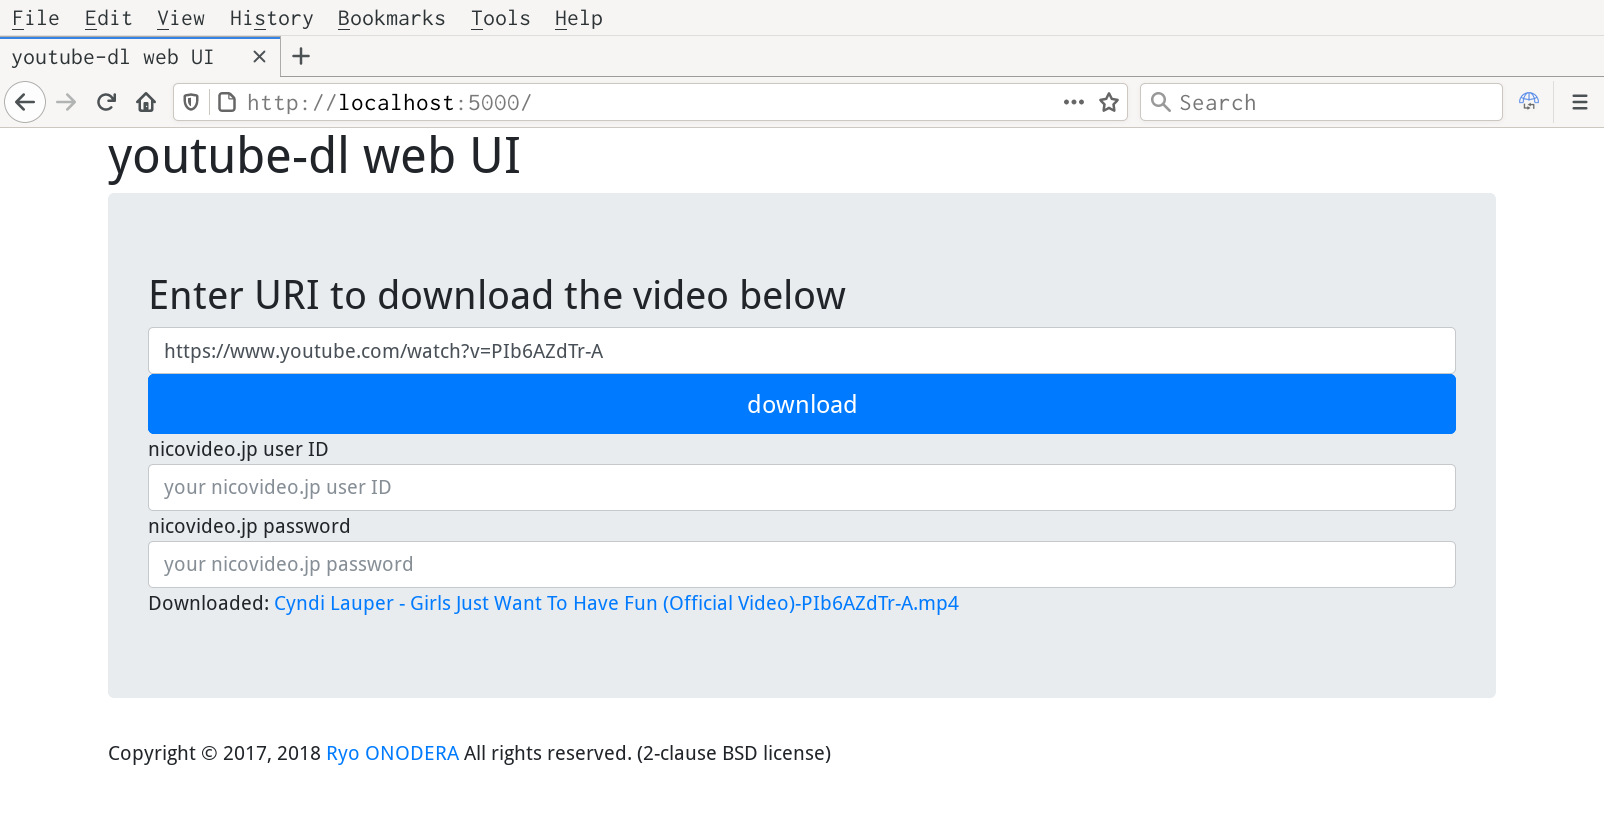 File Edit View History Bookmarks Tools Help
youtube-dl web UI
http://localhost:5000/ Search
youtube-dl web UI
Enter URI to download the video below
https://www.youtube.com/watch?v=PIb6AZdTr-A
download
nicovideo.jp user ID
your nicovideo.jp user ID
nicovideo.jp password
your nicovideo.jp password
Downloaded: Cyndi Lauper - Girls Just Want To Have Fun (Official Video)-PIb6AZdTr-A.mp4
Copyright © 2017, 2018 Ryo ONODERA All rights reserved. (2-clause BSD license)